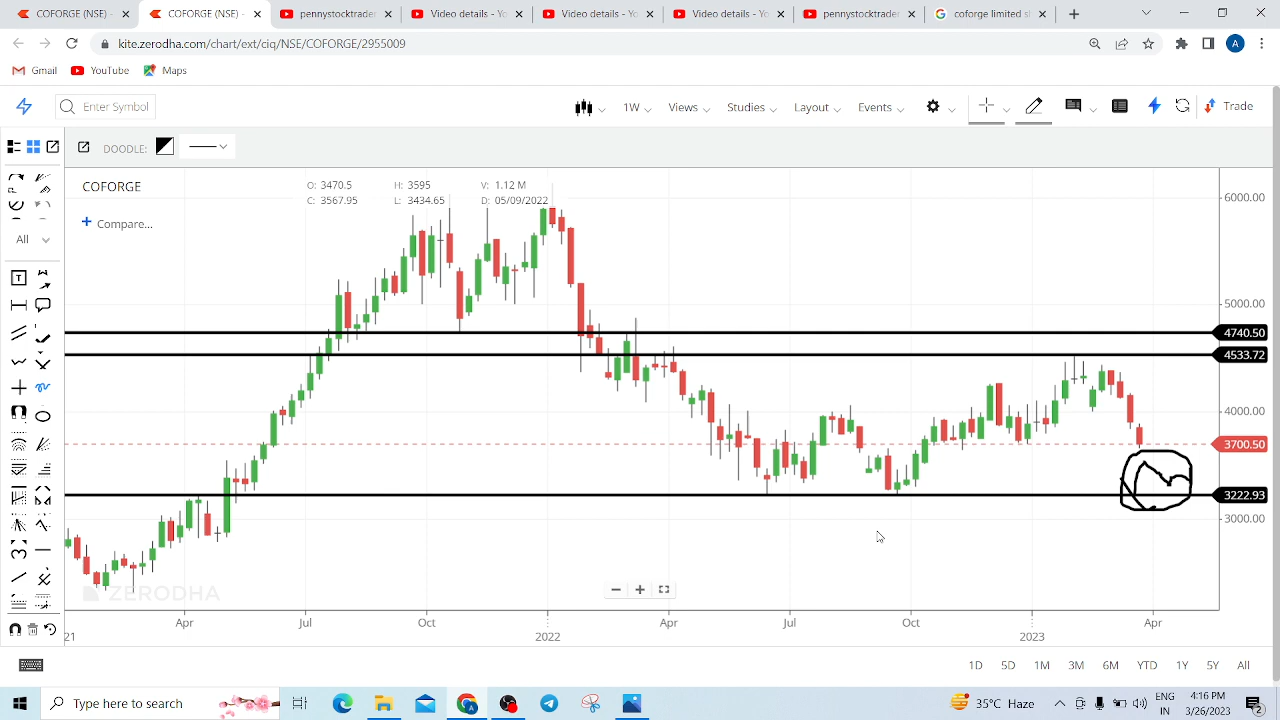 COFORGE (NSE) -
COFORGE (NSE) -
pennystocktrader
Video details - Yo
Video details - Yo
Video details - Yo
pennystocktrader
coforge limited sh
kite.zerodha.com/chart/ext/ciq/NSE/COFORGE/2955009
A
Gmail
YouTube
Maps
Enter Symbol
1W
Views
Studies
Layout
Events
Trade
DOODLE:
COFORGE
O: 3470.5 H: 3595 V: 1.12 M
C: 3567.95 L: 3434.65 D: 05/09/2022
+ Compare...
All
T
6000.00
5000.00
4740.50
4533.72
4000.00
3700.50
3222.93
3000.00
ZERODHA
21
Apr
Jul
Oct
2022
Apr
Jul
Oct
2023
Apr
1D 5D 1M 3M 6M YTD 1Y 5Y All
Type here to search
35°C Haze
ENG
IN
4:16 PM
3/26/2023
2